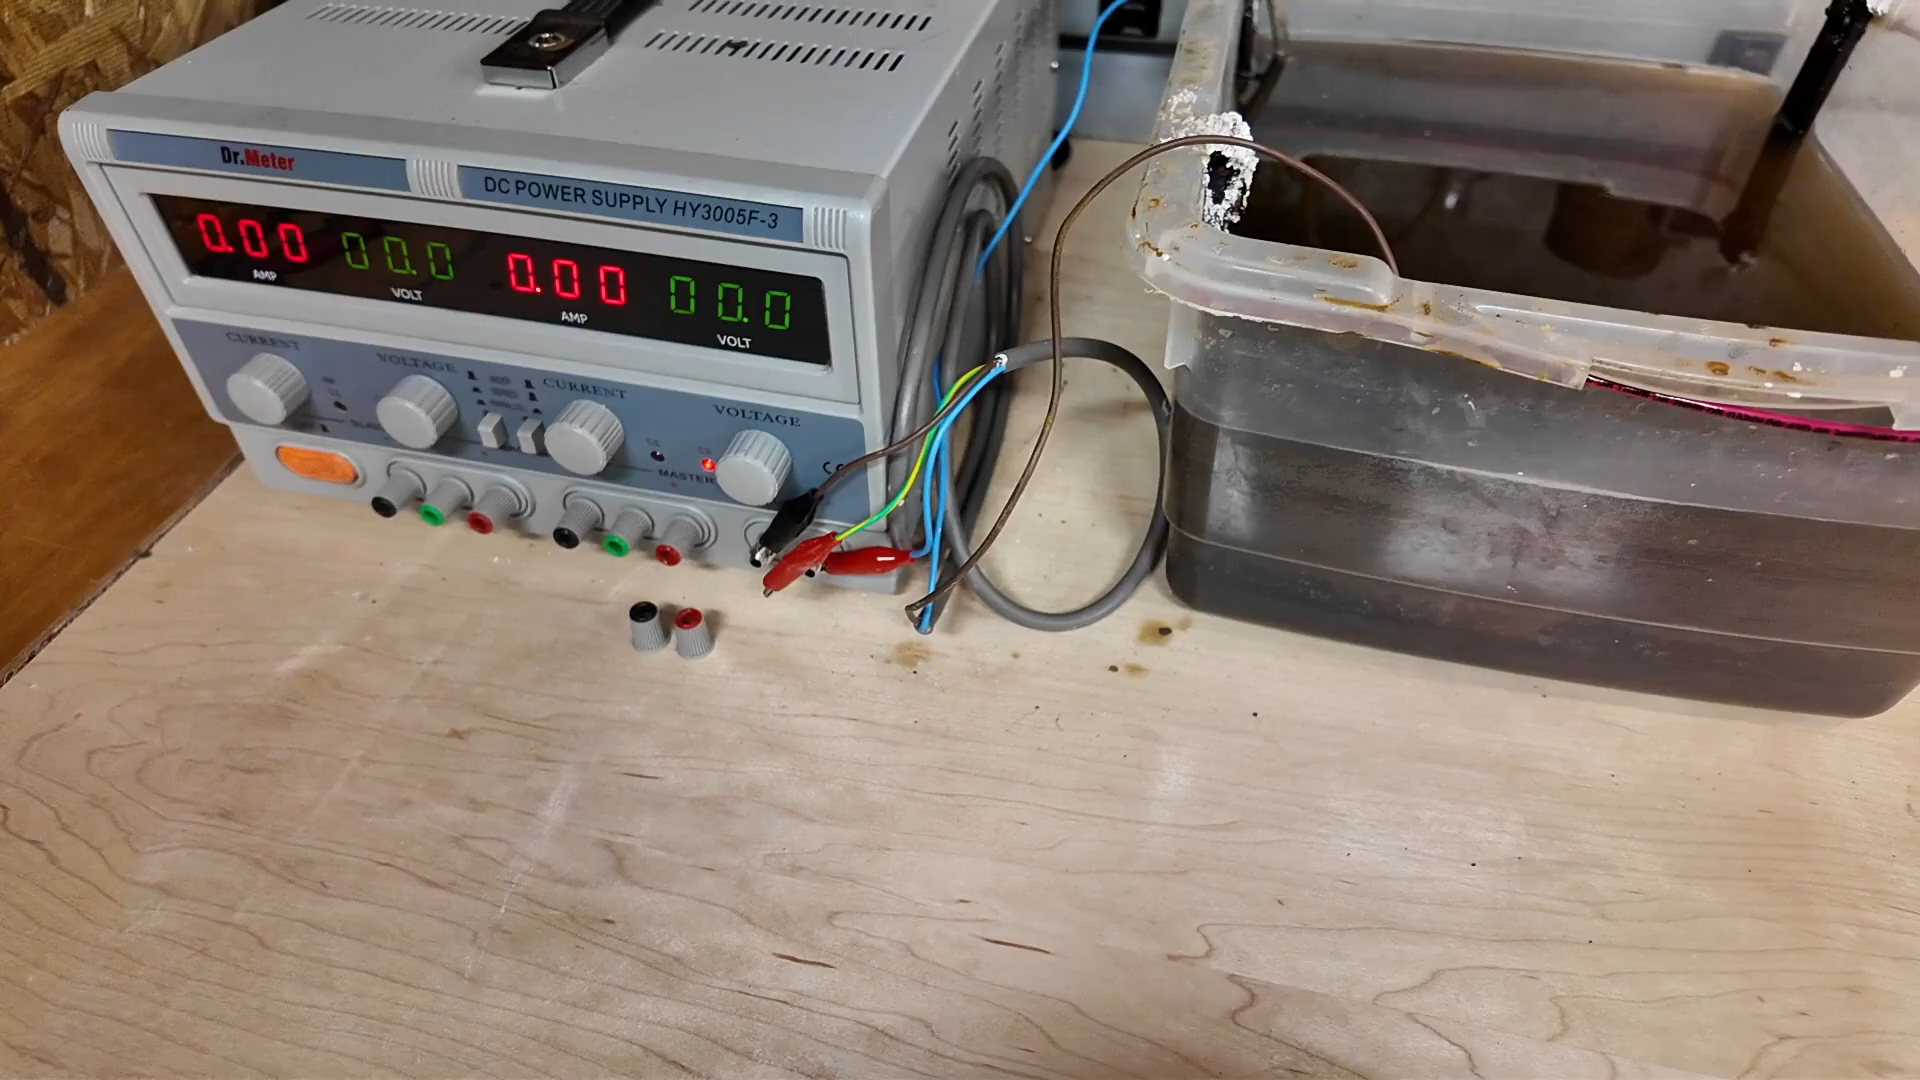 Dr.Meter
DC POWER SUPPLY HY3005F-3
0.00 00.0 0.00 00.0
AMP VOLT AMP VOLT
CURRENT VOLTAGE CURRENT VOLTAGE
MASTER
CE